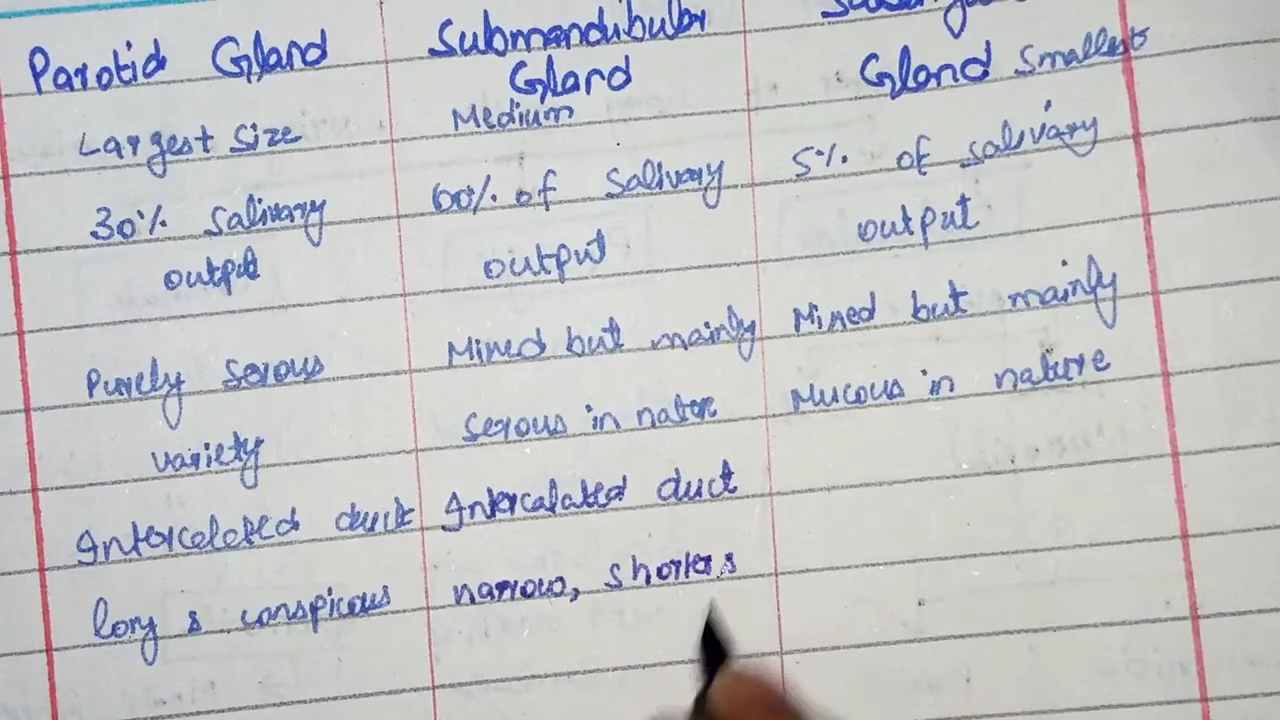 Parotid Gland
Largest Size
30% Salivary
output
Purely Serous
variety
Intercalated duct
long & conspicous
Submandibular
Gland
Medium
60% of Salivary
output
Mixed but mainly
Serous in nature
Intercalated duct
narrow, shorter &
Gland Smallest
5% of salivary
output
Mixed but mainly
Mucous in nature